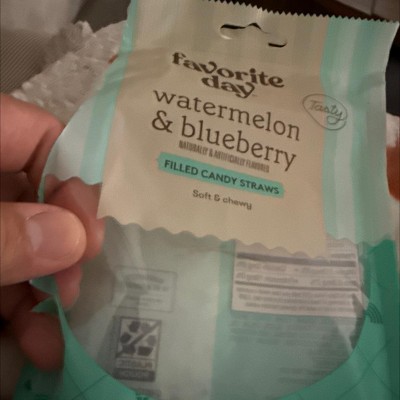 favorite
day
Tasty
watermelon
& blueberry
NATURALLY & ARTIFICIALLY FLAVORED
FILLED CANDY STRAWS
Soft & chewy